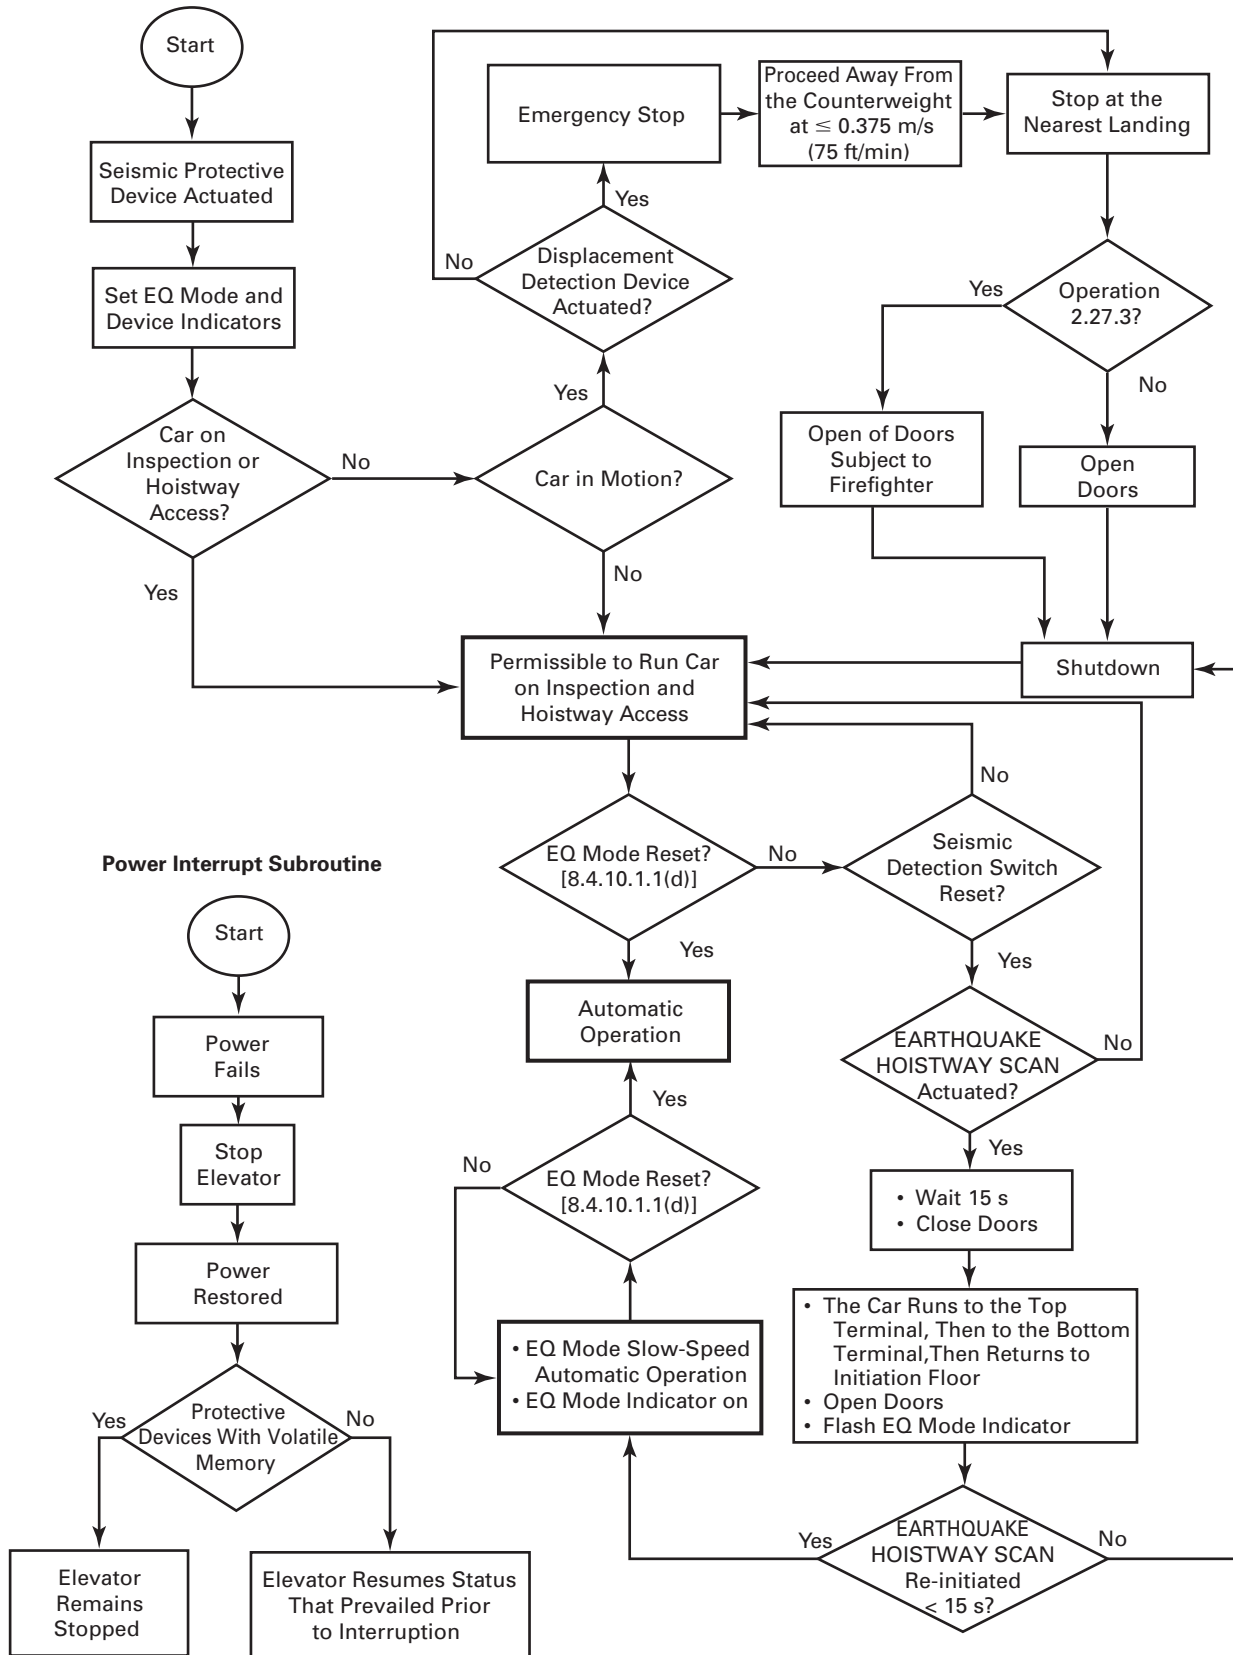 Start
Seismic Protective
Device Actuated
Set EQ Mode and
Device Indicators
Car on
Inspection or
Hoistway
Access?
No
Yes
Car in Motion?
Yes
No
Displacement
Detection Device
Actuated?
No
Yes
Emergency Stop
Proceed Away From
the Counterweight
at ≤ 0.375 m/s
(75 ft/min)
Stop at the
Nearest Landing
Operation
2.27.3?
Yes
No
Open of Doors
Subject to
Firefighter
Open
Doors
Shutdown
Permissible to Run Car
on Inspection and
Hoistway Access
EQ Mode Reset?
[8.4.10.1.1(d)]
No
Yes
Seismic
Detection Switch
Reset?
No
Yes
Automatic
Operation
EARTHQUAKE
HOISTWAY SCAN
Actuated?
No
Yes
• Wait 15 s
• Close Doors
• The Car Runs to the Top
Terminal, Then to the Bottom
Terminal,Then Returns to
Initiation Floor
• Open Doors
• Flash EQ Mode Indicator
EARTHQUAKE
HOISTWAY SCAN
Re-initiated
< 15 s?
Yes
No
• EQ Mode Slow-Speed
Automatic Operation
• EQ Mode Indicator on
EQ Mode Reset?
[8.4.10.1.1(d)]
No
Yes
Power Interrupt Subroutine
Start
Power
Fails
Stop
Elevator
Power
Restored
Protective
Devices With Volatile
Memory
Yes
No
Elevator
Remains
Stopped
Elevator Resumes Status
That Prevailed Prior
to Interruption